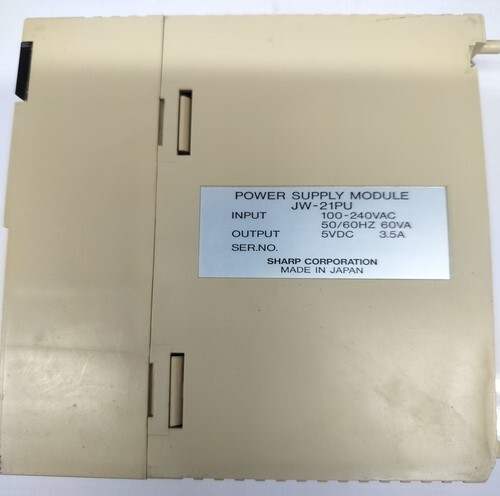 POWER SUPPLY MODULE
JW-21PU
INPUT 100-240VAC
50/60HZ 60VA
OUTPUT 5VDC 3.5A
SER.NO.
SHARP CORPORATION
MADE IN JAPAN